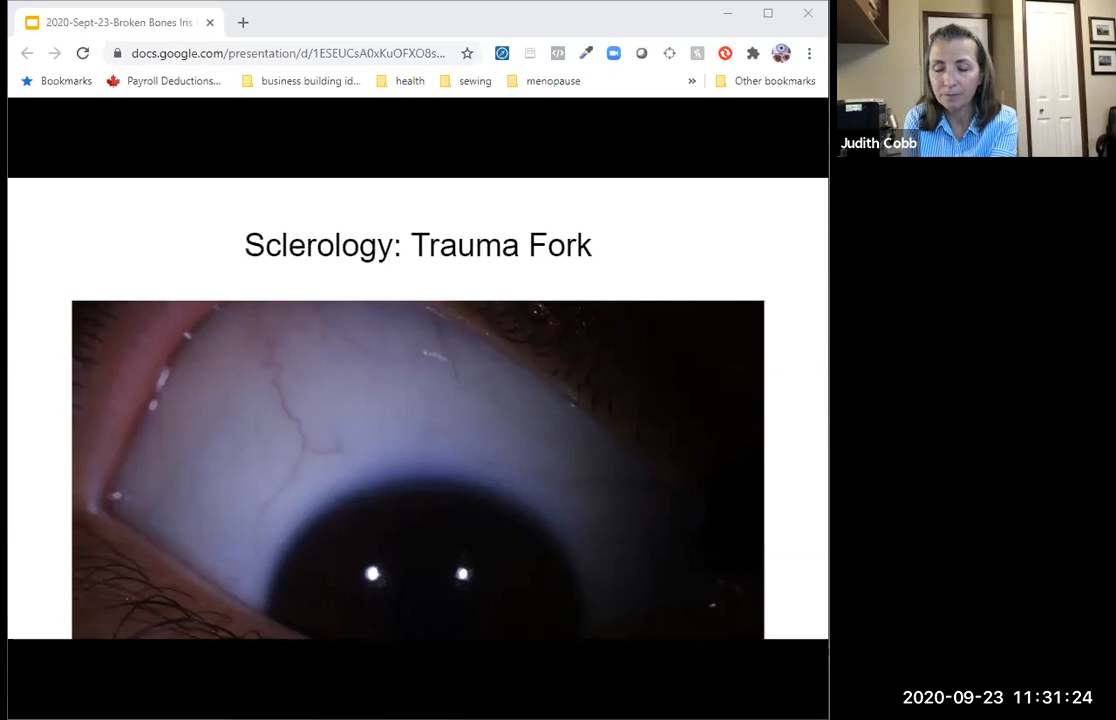 2020-Sept-23-Broken Bones Iris
docs.google.com/presentation/d/1ESEUCsA0xKuOFXO8s...
Bookmarks Payroll Deductions... business building id... health sewing menopause » Other bookmarks
Judith Cobb
Sclerology: Trauma Fork
2020-09-23 11:31:24